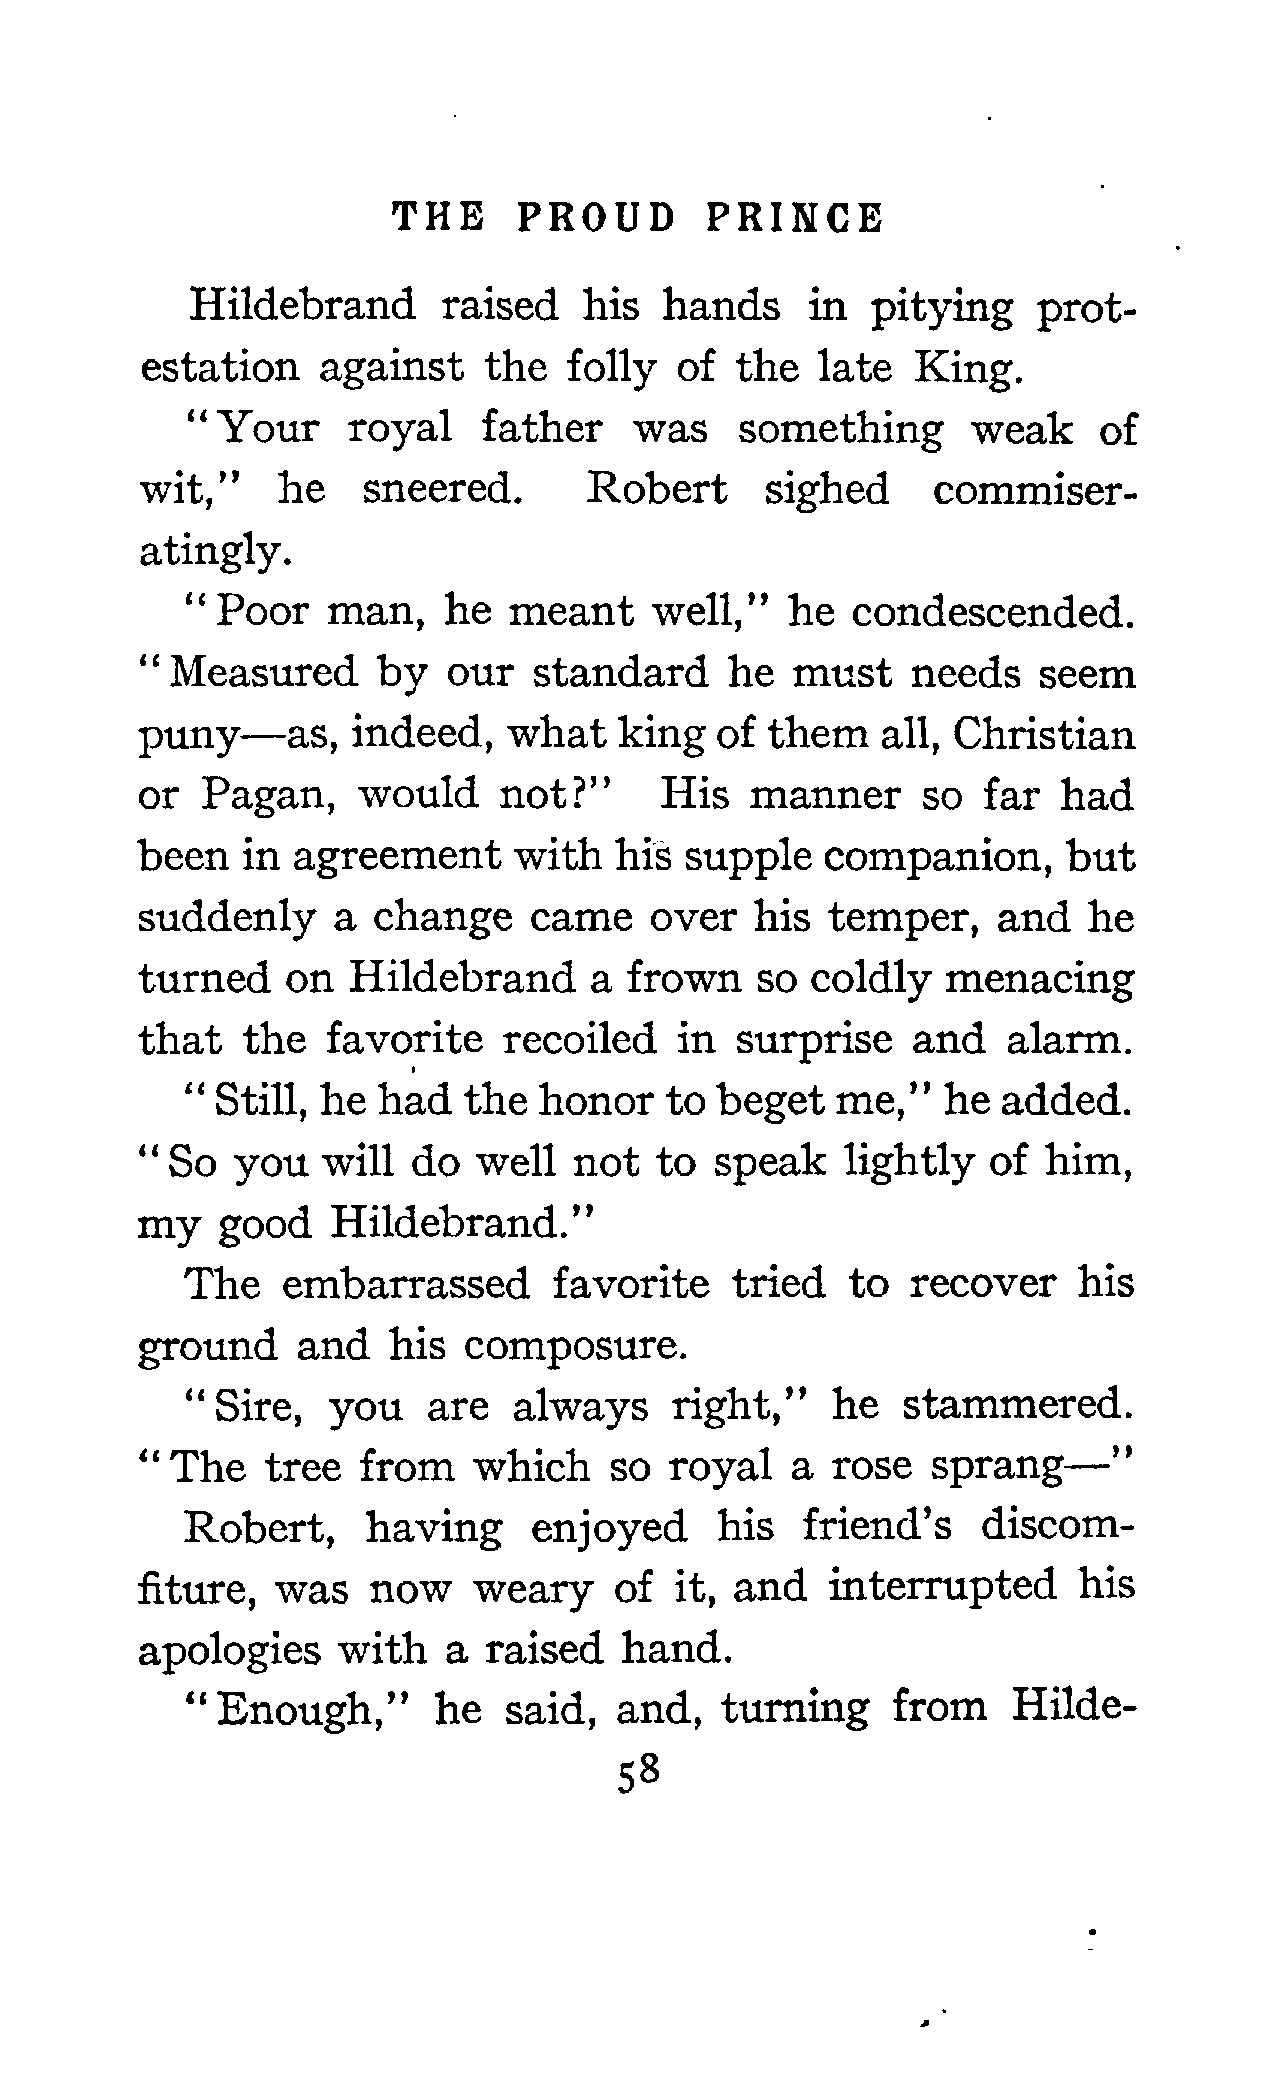 THE PROUD PRINCE
Hildebrand raised his hands in pitying prot-
estation against the folly of the late King.
"Your royal father was something weak of
wit," he sneered. Robert sighed commiser-
atingly.
"Poor man, he meant well," he condescended.
"Measured by our standard he must needs seem
puny—as, indeed, what king of them all, Christian
or Pagan, would not?" His manner so far had
been in agreement with his supple companion, but
suddenly a change came over his temper, and he
turned on Hildebrand a frown so coldly menacing
that the favorite recoiled in surprise and alarm.
"Still, he had the honor to beget me," he added.
"So you will do well not to speak lightly of him,
my good Hildebrand."
The embarrassed favorite tried to recover his
ground and his composure.
"Sire, you are always right," he stammered.
"The tree from which so royal a rose sprang—"
Robert, having enjoyed his friend's discom-
fiture, was now weary of it, and interrupted his
apologies with a raised hand.
"Enough," he said, and, turning from Hilde-
58